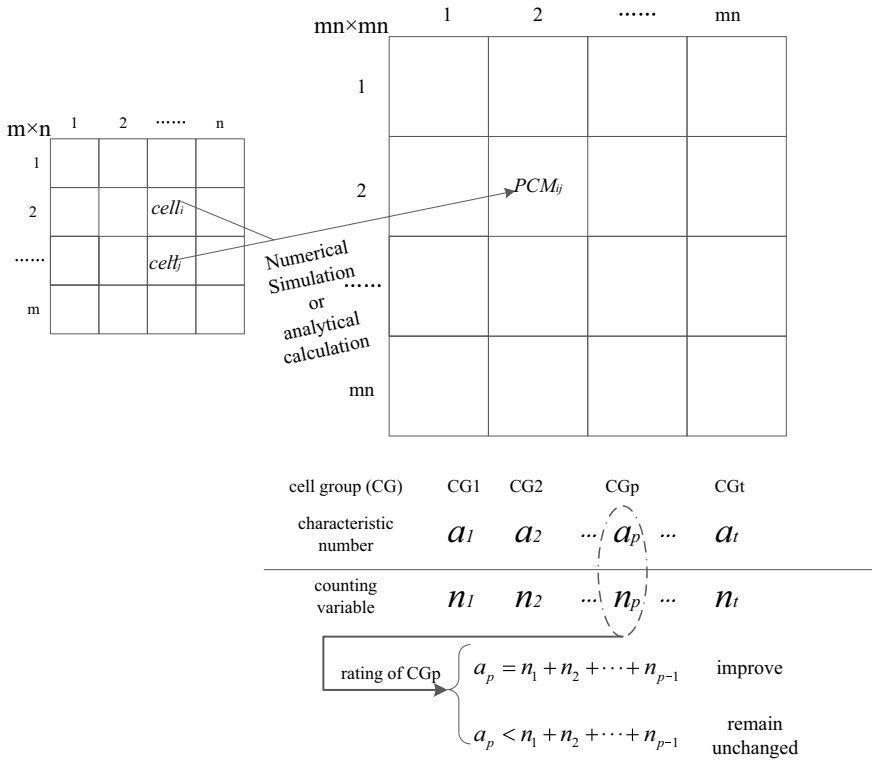 mn×mn
1 2 ······ mn
1
2
······
mn
m×n
1 2 ······ n
1
2
······
m
cell_i
cell_j
PCM_ij
Numerical
Simulation
or
analytical
calculation
cell group (CG) CG1 CG2 CGp CGt
characteristic
number
a_1 a_2 ··· a_p ··· a_t
counting
variable
n_1 n_2 ··· n_p ··· n_t
rating of CGp
a_p = n_1 + n_2 + ··· + n_{p−1} improve
a_p < n_1 + n_2 + ··· + n_{p−1}
remain
unchanged